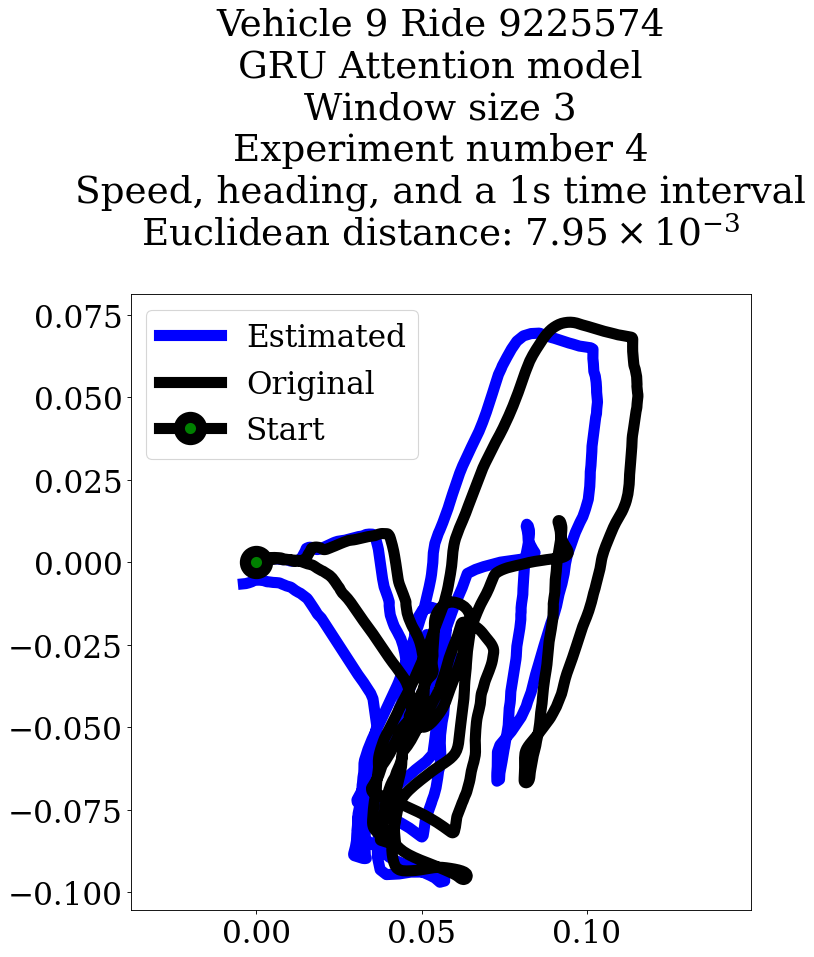 Vehicle 9 Ride 9225574
GRU Attention model
Window size 3
Experiment number 4
Speed, heading, and a 1s time interval
Euclidean distance: 7.95 × 10⁻³
0.075
0.050
0.025
0.000
−0.025
−0.050
−0.075
−0.100
Estimated
Original
Start
0.00 0.05 0.10